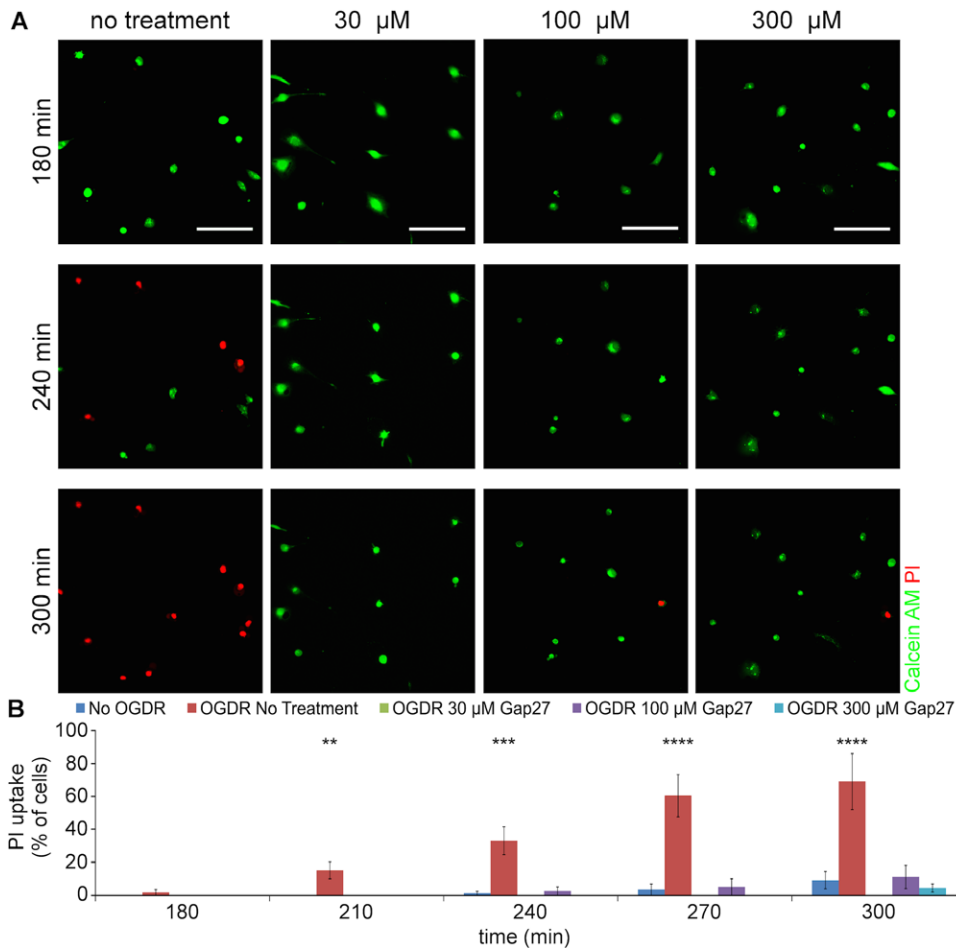 A
no treatment 30 µM 100 µM 300 µM
180 min
240 min
300 min
Calcein AM PI
B
No OGDR OGDR No Treatment OGDR 30 µM Gap27 OGDR 100 µM Gap27 OGDR 300 µM Gap27
PI uptake
(% of cells)
100
80
60
40
20
0
** *** **** ****
180 210 240 270 300
time (min)